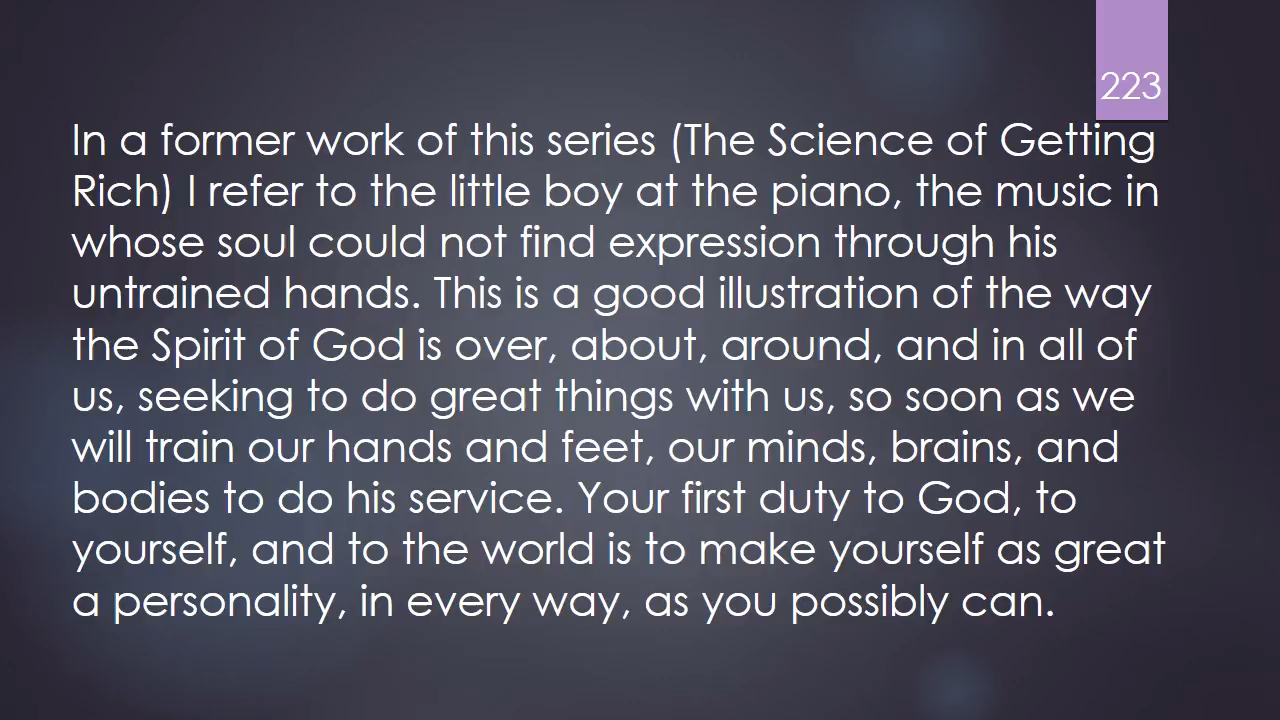 223
In a former work of this series (The Science of Getting
Rich) I refer to the little boy at the piano, the music in
whose soul could not find expression through his
untrained hands. This is a good illustration of the way
the Spirit of God is over, about, around, and in all of
us, seeking to do great things with us, so soon as we
will train our hands and feet, our minds, brains, and
bodies to do his service. Your first duty to God, to
yourself, and to the world is to make yourself as great
a personality, in every way, as you possibly can.